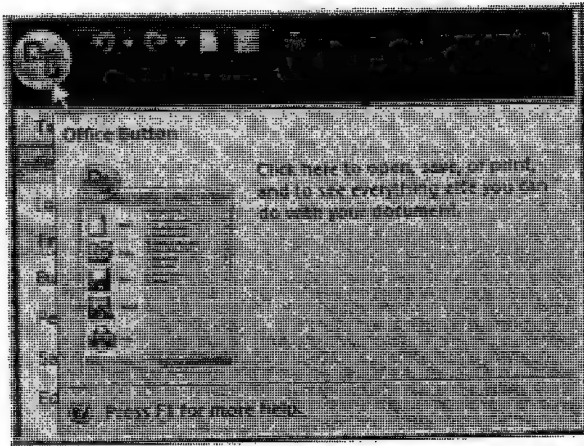 Office Button
Click here to open, save, or print,
and to see everything else you can
do with your document.
Press F1 for more help.